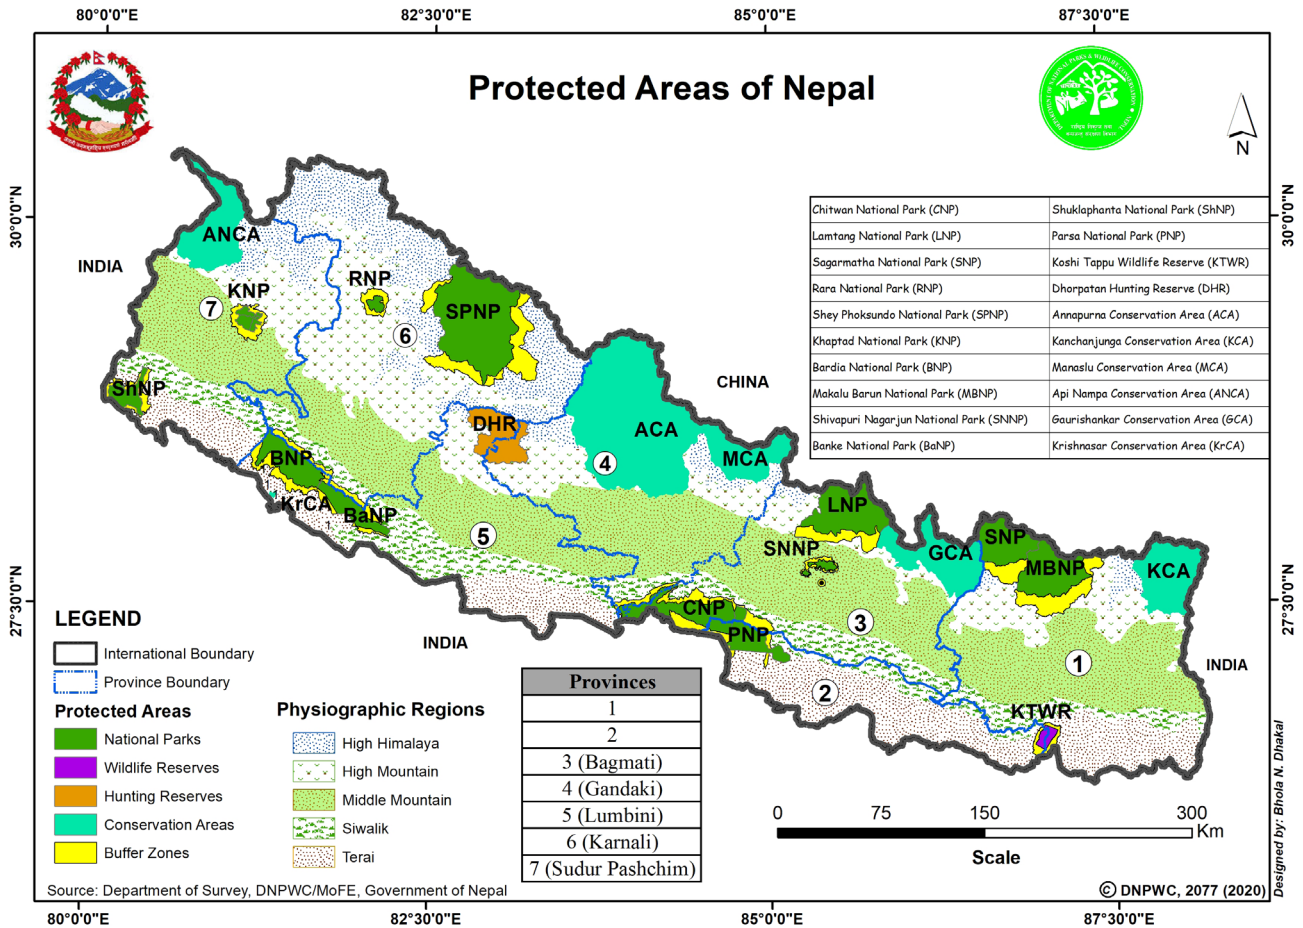 80°0'0"E 82°30'0"E 85°0'0"E 87°30'0"E
Protected Areas of Nepal
DEPARTMENT OF NATIONAL PARKS & WILDLIFE CONSERVATION
NEPAL
N
30°0'0"N
30°0'0"N
27°30'0"N
27°30'0"N
Chitwan National Park (CNP) Shuklaphanta National Park (ShNP)
Lamtang National Park (LNP) Parsa National Park (PNP)
Sagarmatha National Park (SNP) Koshi Tappu Wildlife Reserve (KTWR)
Rara National Park (RNP) Dhorpatan Hunting Reserve (DHR)
Shey Phoksundo National Park (SPNP) Annapurna Conservation Area (ACA)
Khaptad National Park (KNP) Kanchanjunga Conservation Area (KCA)
Bardia National Park (BNP) Manaslu Conservation Area (MCA)
Makalu Barun National Park (MBNP) Api Nampa Conservation Area (ANCA)
Shivapuri Nagarjun National Park (SNNP) Gaurishankar Conservation Area (GCA)
Banke National Park (BaNP) Krishnasar Conservation Area (KrCA)
ANCA
INDIA
KNP
RNP
7
SPNP
6
CHINA
ShNP
DHR
ACA
BNP
4
MCA
KrCA
1
1
BaNP
LNP
5
SNNP
GCA
SNP
MBNP
KCA
CNP
3
PNP
INDIA
1
INDIA
2
KTWR
LEGEND
International Boundary
Province Boundary
Protected Areas
National Parks
Wildlife Reserves
Hunting Reserves
Conservation Areas
Buffer Zones
Physiographic Regions
High Himalaya
High Mountain
Middle Mountain
Siwalik
Terai
Provinces
1
2
3 (Bagmati)
4 (Gandaki)
5 (Lumbini)
6 (Karnali)
7 (Sudur Pashchim)
0 75 150 300
Km
Scale
Designed by: Bhola N. Dhakal
Source: Department of Survey, DNPWC/MoFE, Government of Nepal
© DNPWC, 2077 (2020)
80°0'0"E 82°30'0"E 85°0'0"E 87°30'0"E